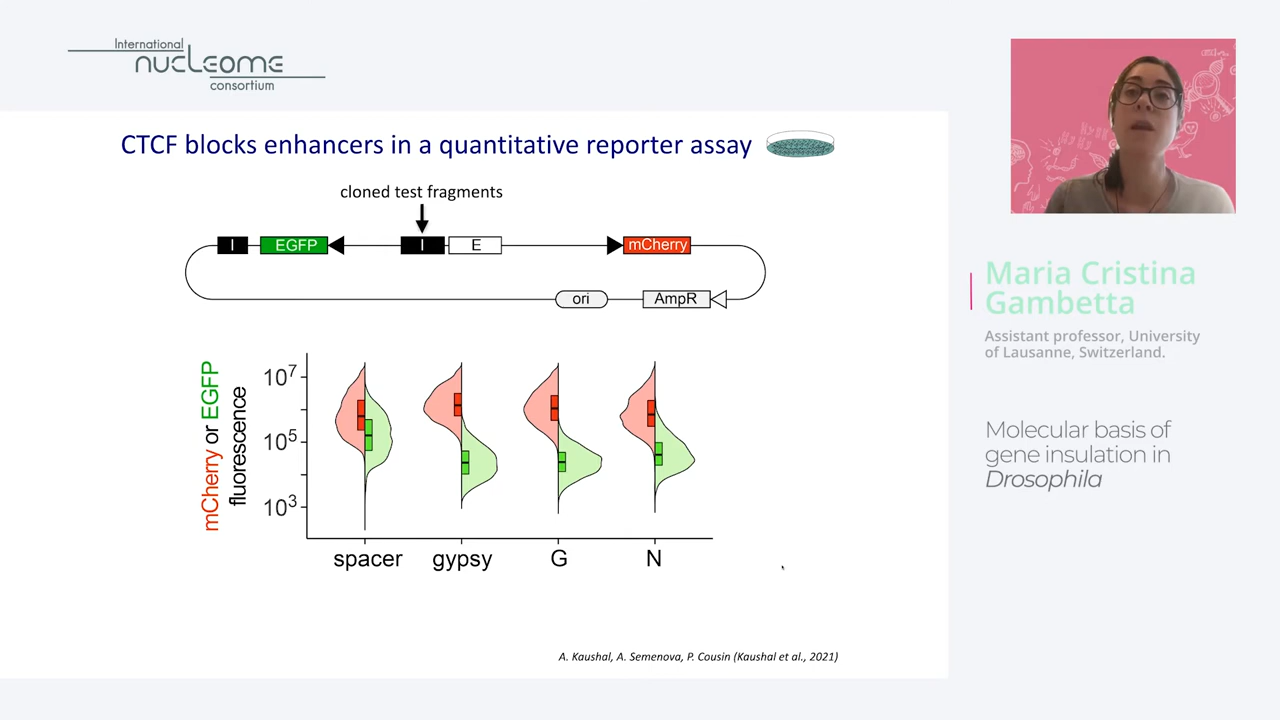 International
nucleome
consortium
CTCF blocks enhancers in a quantitative reporter assay
cloned test fragments
I EGFP I E mCherry
ori AmpR
mCherry or EGFP
fluorescence
10⁷
10⁵
10³
spacer gypsy G N
A. Kaushal, A. Semenova, P. Cousin (Kaushal et al., 2021)
Maria Cristina
Gambetta
Assistant professor, University
of Lausanne, Switzerland.
Molecular basis of
gene insulation in
Drosophila